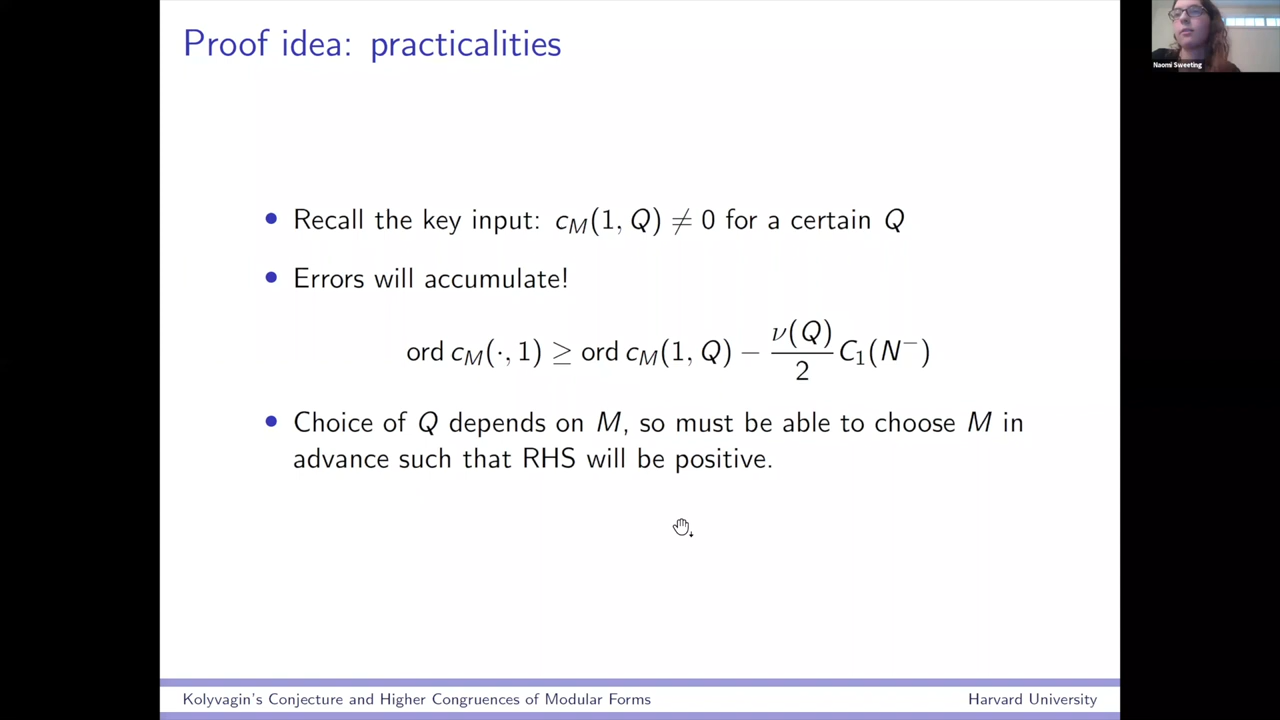 Proof idea: practicalities
Naomi Sweeting
• Recall the key input: c_M(1, Q) ≠ 0 for a certain Q
• Errors will accumulate!
ord c_M(·, 1) ≥ ord c_M(1, Q) − ν(Q)/2 C_1(N⁻)
• Choice of Q depends on M, so must be able to choose M in
advance such that RHS will be positive.
Kolyvagin's Conjecture and Higher Congruences of Modular Forms
Harvard University